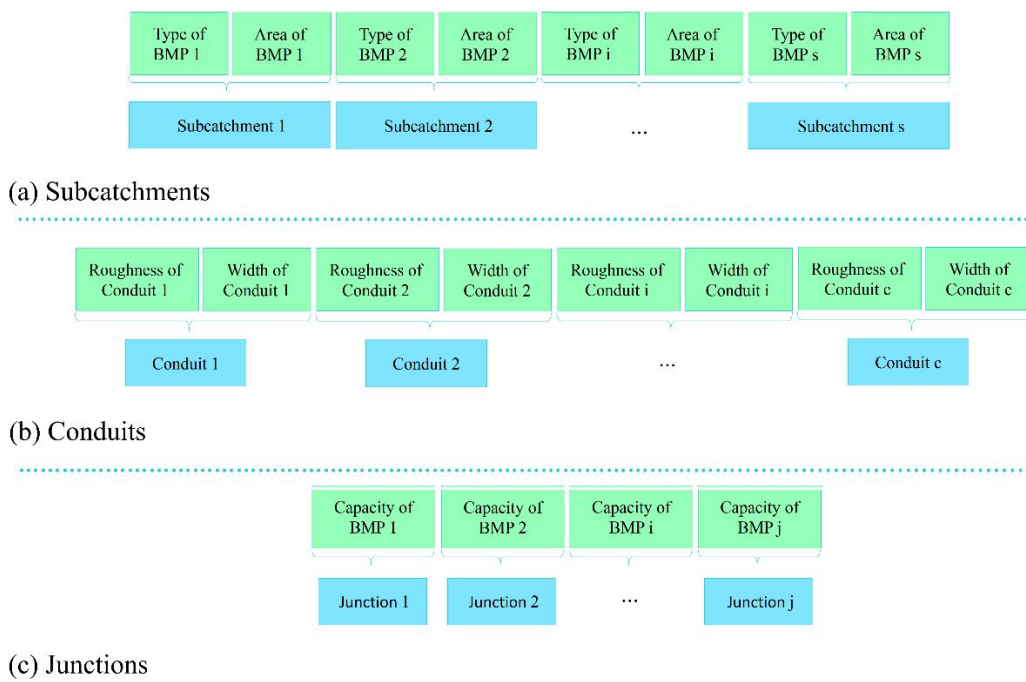 Type of BMP 1
Area of BMP 1
Type of BMP 2
Area of BMP 2
Type of BMP i
Area of BMP i
Type of BMP s
Area of BMP s
Subcatchment 1
Subcatchment 2
...
Subcatchment s
(a) Subcatchments
Roughness of Conduit 1
Width of Conduit 1
Roughness of Conduit 2
Width of Conduit 2
Roughness of Conduit i
Width of Conduit i
Roughness of Conduit c
Width of Conduit c
Conduit 1
Conduit 2
...
Conduit c
(b) Conduits
Capacity of BMP 1
Capacity of BMP 2
Capacity of BMP i
Capacity of BMP j
Junction 1
Junction 2
...
Junction j
(c) Junctions